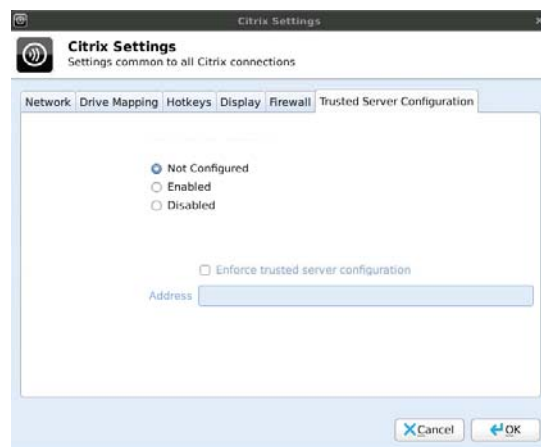 Citrix Settings
Citrix Settings
Settings common to all Citrix connections
Network Drive Mapping Hotkeys Display Firewall Trusted Server Configuration
Not Configured
Enabled
Disabled
Enforce trusted server configuration
Address
Cancel OK